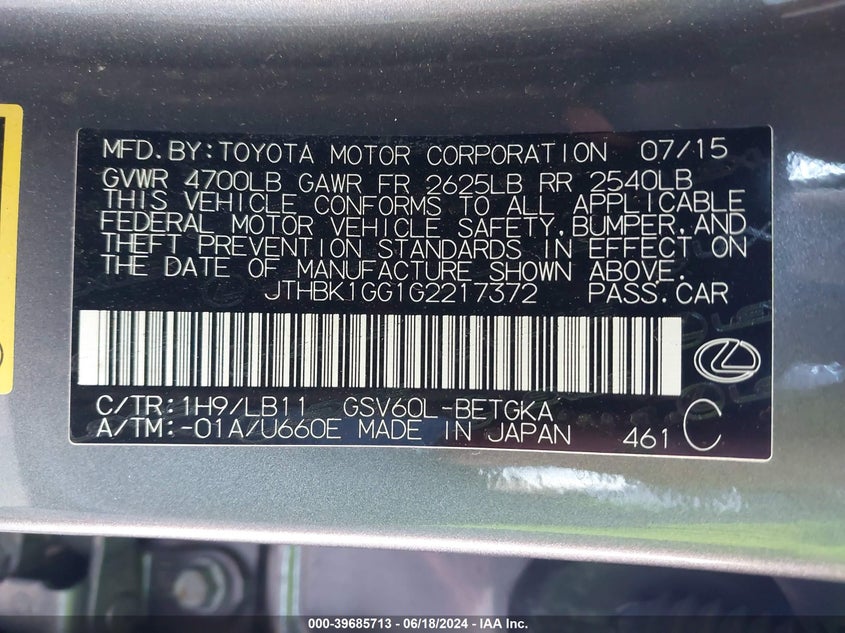 MFD.BY:TOYOTA MOTOR CORPORATION 07/15
GVWR 4700LB GAWR FR 2625LB RR 2540LB
THIS VEHICLE CONFORMS TO ALL APPLICABLE
FEDERAL MOTOR VEHICLE SAFETY,BUMPER,AND
THEFT PREVENTION STANDARDS IN EFFECT ON
THE DATE OF MANUFACTURE SHOWN ABOVE.
JTHBK1GG1G2217372 PASS.CAR
C/TR:1H9/LB11 GSV60L-BETGKA
A/TM:-01A/U660E MADE IN JAPAN 461 C
000-39685713 - 06/18/2024 - IAA Inc.